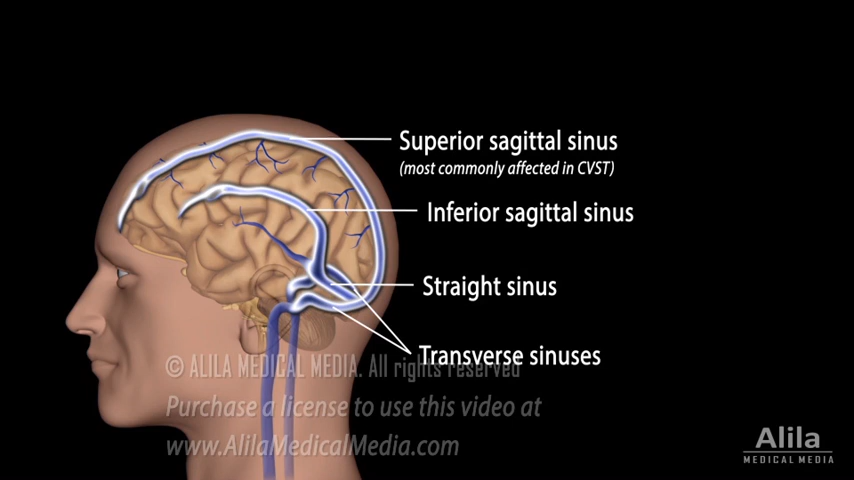 Superior sagittal sinus
(most commonly affected in CVST)
Inferior sagittal sinus
Straight sinus
Transverse sinuses
© ALILA MEDICAL MEDIA. All rights reserved
Purchase a license to use this video at
www.AlilaMedicalMedia.com
Alila
MEDICAL MEDIA